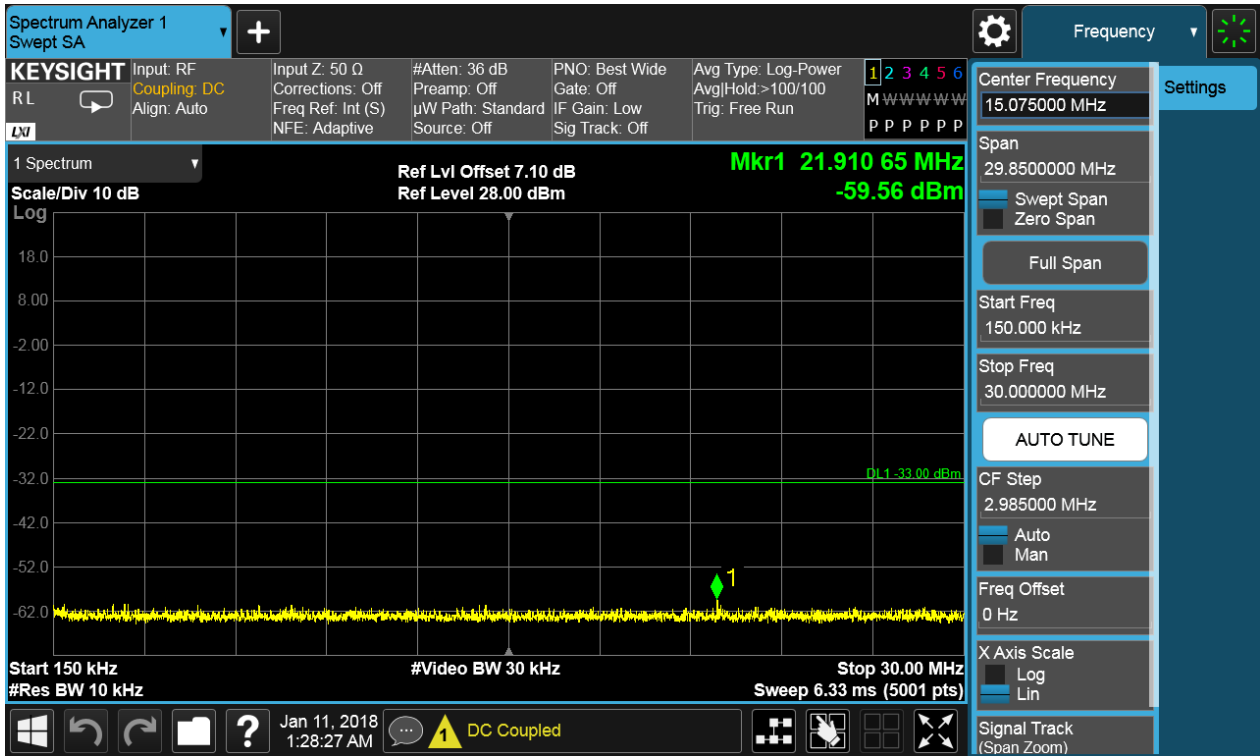 Spectrum Analyzer 1
Swept SA
+
Frequency
KEYSIGHT
RL
LXI
Input: RF
Coupling: DC
Align: Auto
Input Z: 50 Ω
Corrections: Off
Freq Ref: Int (S)
NFE: Adaptive
#Atten: 36 dB
Preamp: Off
µW Path: Standard
Source: Off
PNO: Best Wide
Gate: Off
IF Gain: Low
Sig Track: Off
Avg Type: Log-Power
Avg|Hold:>100/100
Trig: Free Run
1 2 3 4 5 6
M W W W W W
P P P P P P
1 Spectrum
Scale/Div 10 dB
Ref Lvl Offset 7.10 dB
Ref Level 28.00 dBm
Mkr1 21.910 65 MHz
-59.56 dBm
Log
18.0
8.00
-2.00
-12.0
-22.0
-32.0
DL1 -33.00 dBm
-42.0
-52.0
1
-62.0
Start 150 kHz
#Video BW 30 kHz
Stop 30.00 MHz
#Res BW 10 kHz
Sweep 6.33 ms (5001 pts)
Center Frequency
15.075000 MHz
Settings
Span
29.8500000 MHz
Swept Span
Zero Span
Full Span
Start Freq
150.000 kHz
Stop Freq
30.000000 MHz
AUTO TUNE
CF Step
2.985000 MHz
Auto
Man
Freq Offset
0 Hz
X Axis Scale
Log
Lin
Signal Track
(Span Zoom)
?
Jan 11, 2018
1:28:27 AM
1
DC Coupled